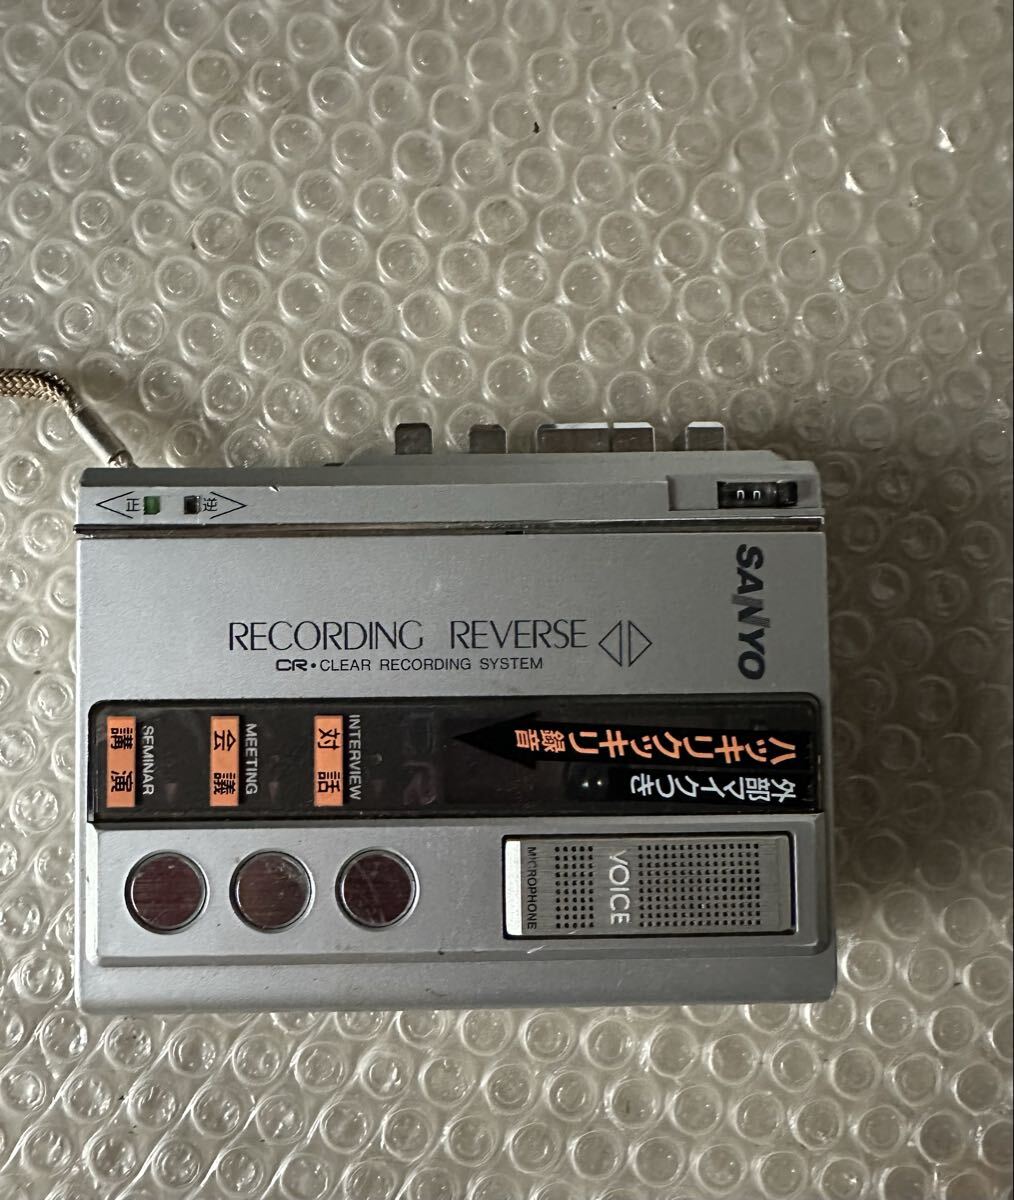 正
逆
00
SANYO
RECORDING REVERSE
CR・CLEAR RECORDING SYSTEM
ハッキリクッキリ
録音
外部マイクつき
INTERVIEW
対話
MEETING
会議
SEMINAR
講演
VOICE
MICROPHONE